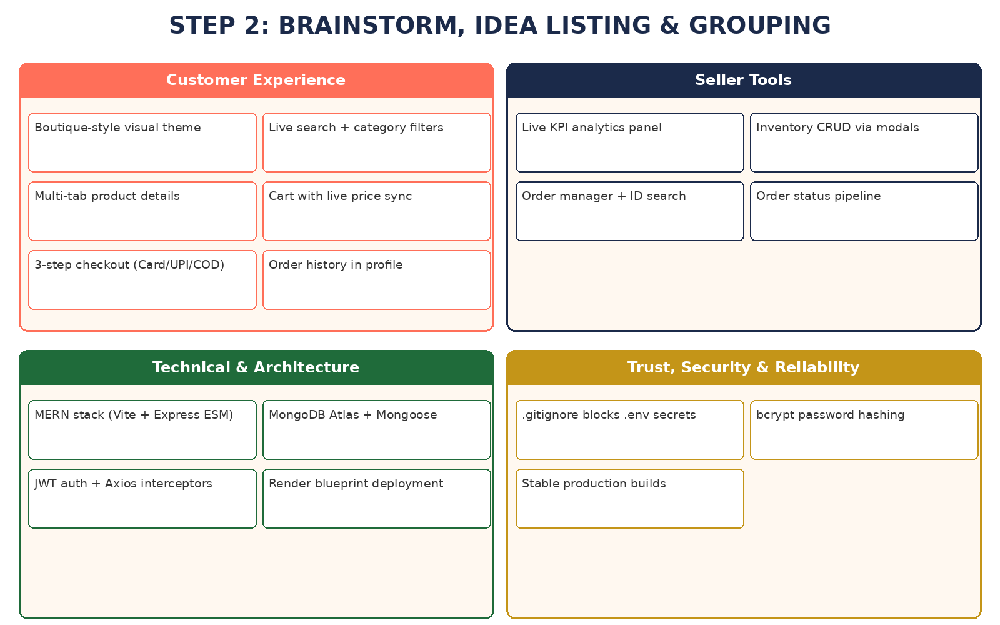 STEP 2: BRAINSTORM, IDEA LISTING & GROUPING
Customer Experience
Boutique-style visual theme
Live search + category filters
Multi-tab product details
Cart with live price sync
3-step checkout (Card/UPI/COD)
Order history in profile
Seller Tools
Live KPI analytics panel
Inventory CRUD via modals
Order manager + ID search
Order status pipeline
Technical & Architecture
MERN stack (Vite + Express ESM)
MongoDB Atlas + Mongoose
JWT auth + Axios interceptors
Render blueprint deployment
Trust, Security & Reliability
.gitignore blocks .env secrets
bcrypt password hashing
Stable production builds